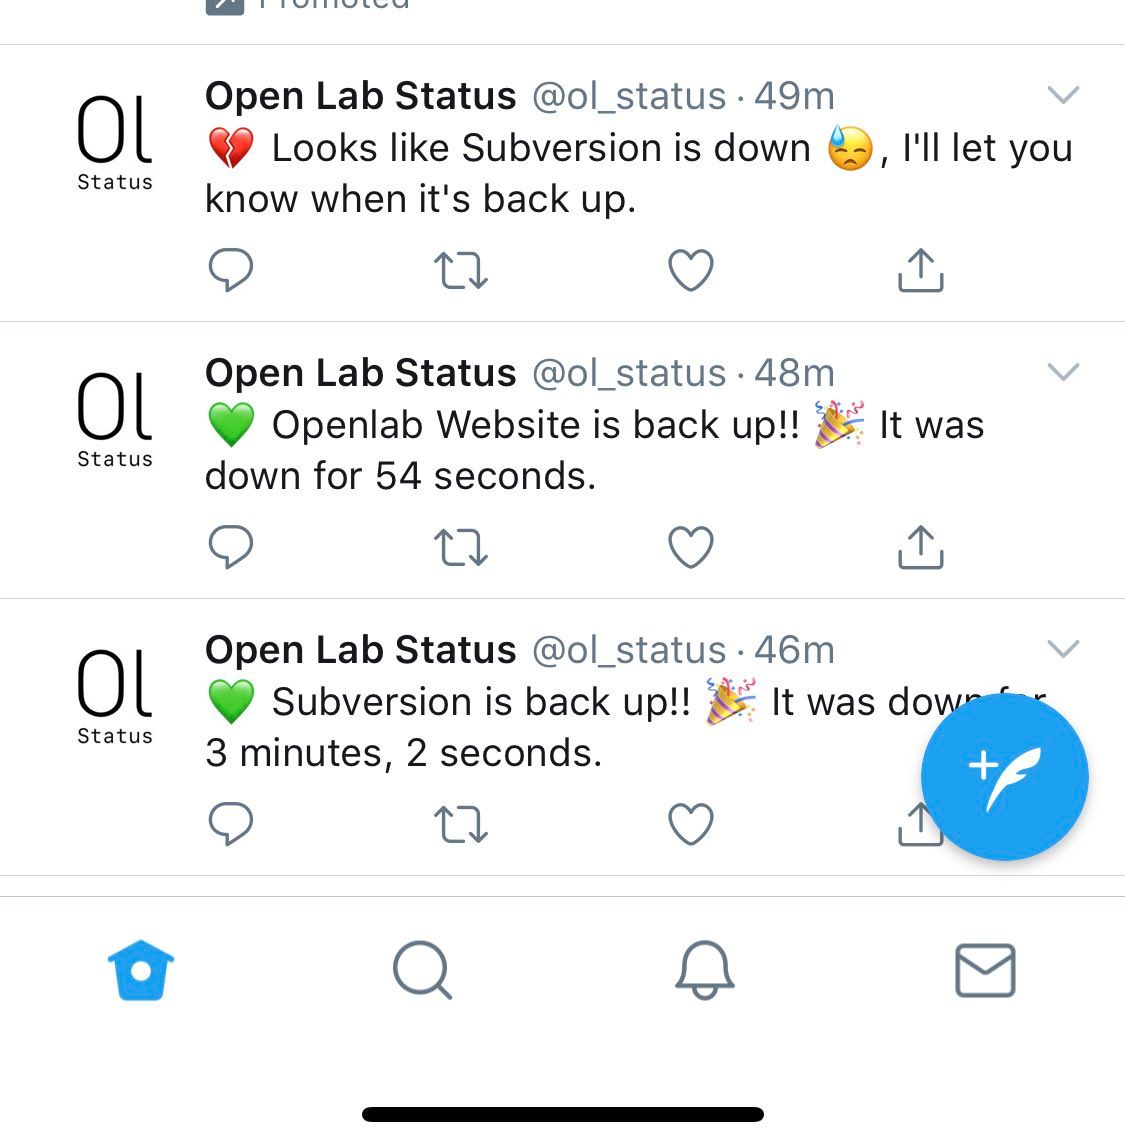 Promoted
Open Lab Status @ol_status · 49m
💔 Looks like Subversion is down 😓, I'll let you
know when it's back up.
Ol
Status
Open Lab Status @ol_status · 48m
💚 Openlab Website is back up!! 🎉 It was
down for 54 seconds.
Ol
Status
Open Lab Status @ol_status · 46m
💚 Subversion is back up!! 🎉 It was down for
3 minutes, 2 seconds.
Ol
Status